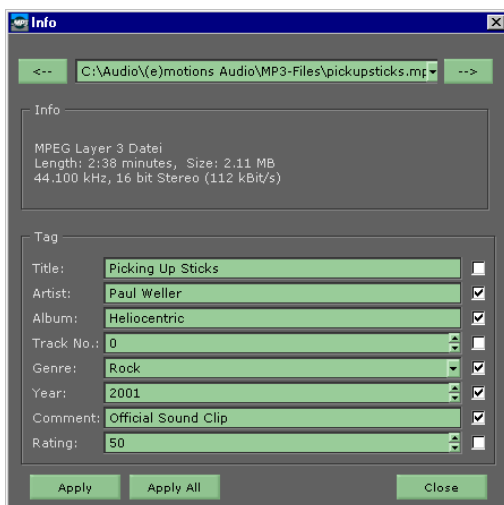 Info
<-- C:\Audio\(e)motions Audio\MP3-Files\pickupsticks.mp -->
Info
MPEG Layer 3 Datei
Length: 2:38 minutes, Size: 2.11 MB
44.100 kHz, 16 bit Stereo (112 kBit/s)
Tag
Title: Picking Up Sticks
Artist: Paul Weller
Album: Heliocentric
Track No.: 0
Genre: Rock
Year: 2001
Comment: Official Sound Clip
Rating: 50
Apply Apply All Close